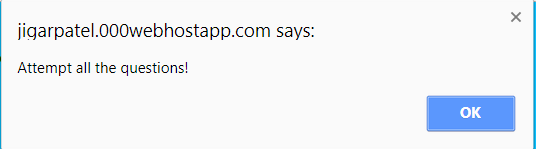 jigarpatel.000webhostapp.com says:
Attempt all the questions!
OK